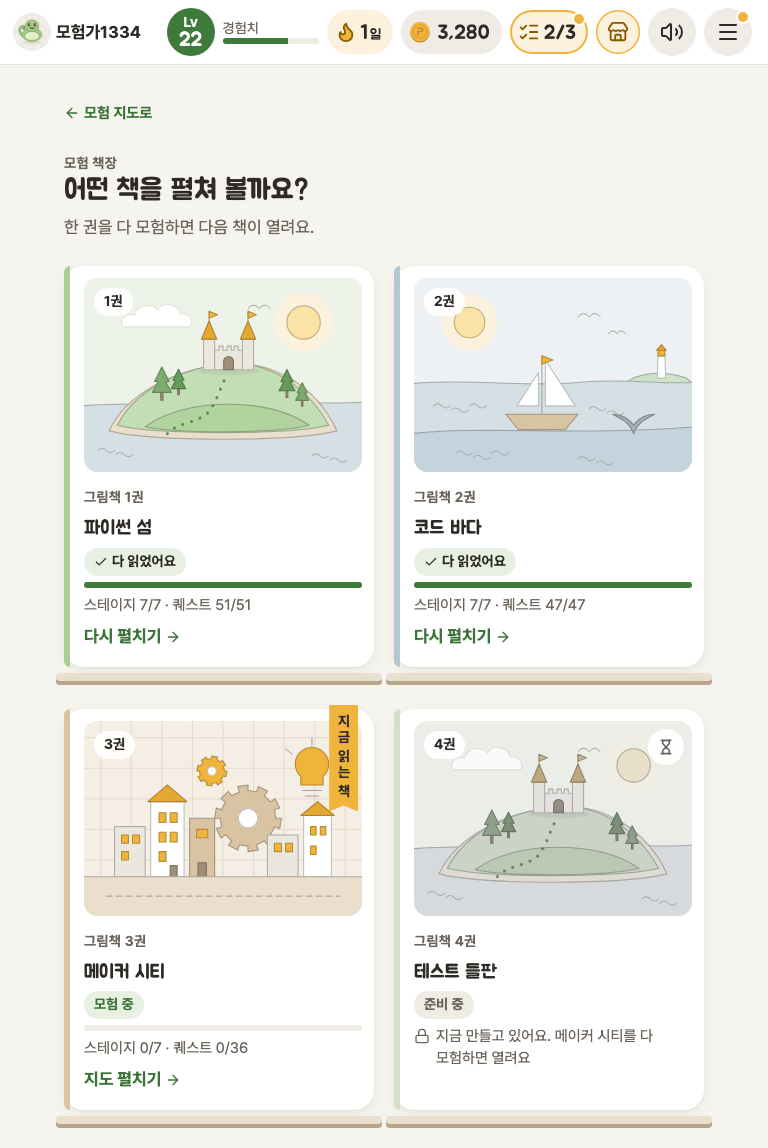 모험가1334
Lv
22
경험치
1일
3,280
2/3
← 모험 지도로
모험 책장
어떤 책을 펼쳐 볼까요?
한 권을 다 모험하면 다음 책이 열려요.
1권
그림책 1권
파이썬 섬
다 읽었어요
스테이지 7/7 · 퀘스트 51/51
다시 펼치기 →
2권
그림책 2권
코드 바다
다 읽었어요
스테이지 7/7 · 퀘스트 47/47
다시 펼치기 →
3권
지금 읽는 책
그림책 3권
메이커 시티
모험 중
스테이지 0/7 · 퀘스트 0/36
지도 펼치기 →
4권
그림책 4권
테스트 들판
준비 중
지금 만들고 있어요. 메이커 시티를 다
모험하면 열려요